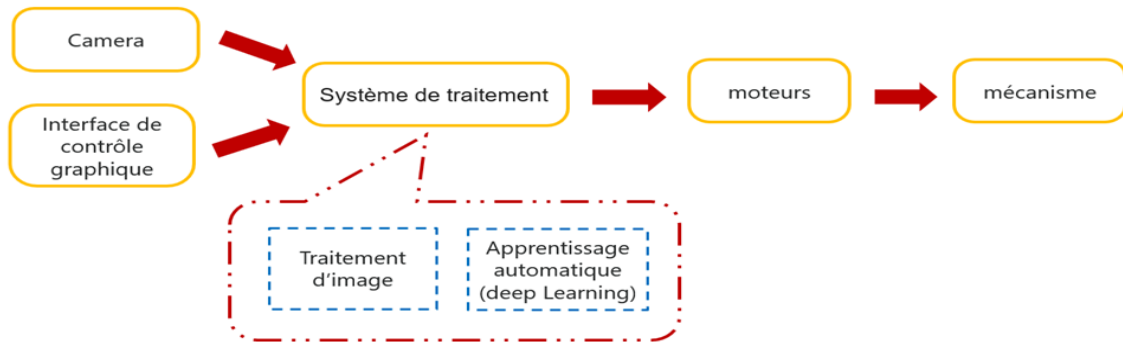 Camera
Interface de
contrôle
graphique
Système de traitement
moteurs
mécanisme
Traitement
d'image
Apprentissage
automatique
(deep Learning)